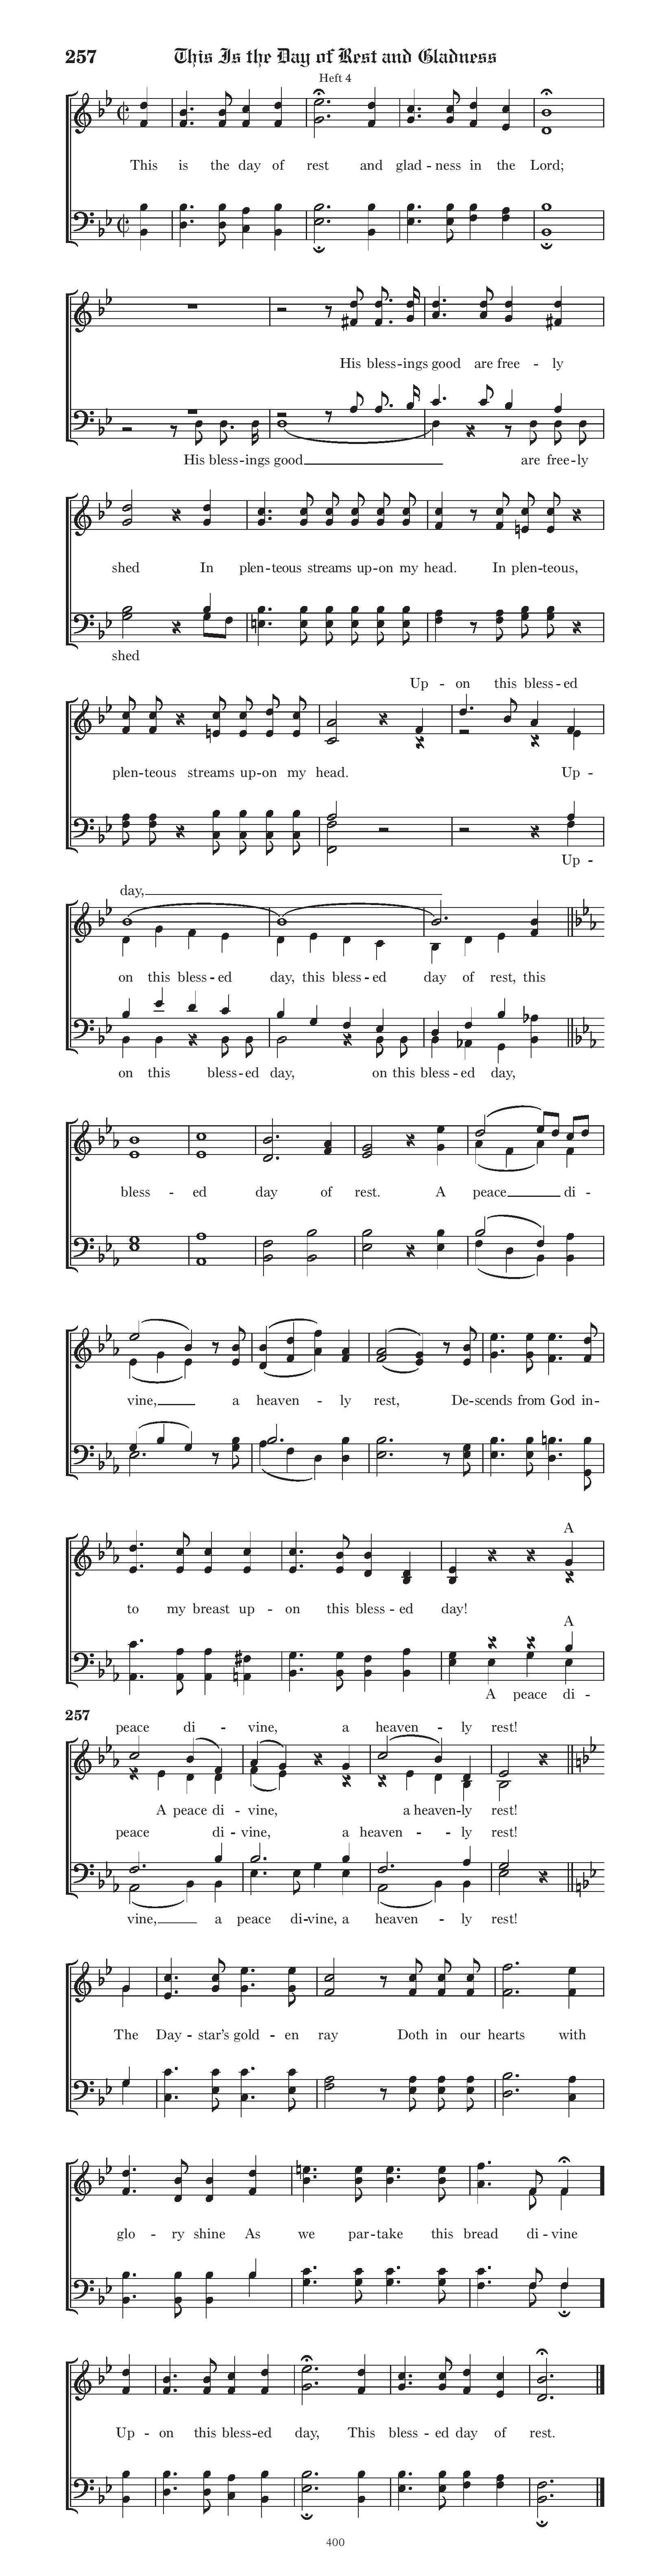 257 This Is the Day of Rest and Gladness
Heft 4
This is the day of rest and glad - ness in the Lord;
His bless - ings good are free - ly
His bless - ings good are free - ly
shed In plen - teous streams up - on my head. In plen - teous,
shed
Up - on this bless - ed
plen - teous streams up - on my head. Up -
Up -
day,
on this bless - ed day, this bless - ed day of rest, this
on this bless - ed day, on this bless - ed day,
bless - ed day of rest. A peace di -
vine, a heaven - ly rest, De - scends from God in -
A
to my breast up - on this bless - ed day!
A
A peace di -
257
peace di - vine, a heaven - ly rest!
A peace di - vine, a heaven - ly rest!
peace di - vine, a heaven - ly rest!
vine, a peace di - vine, a heaven - ly rest!
The Day - star's gold - en ray Doth in our hearts with
glo - ry shine As we par - take this bread di - vine
Up - on this bless - ed day, This bless - ed day of rest.
400